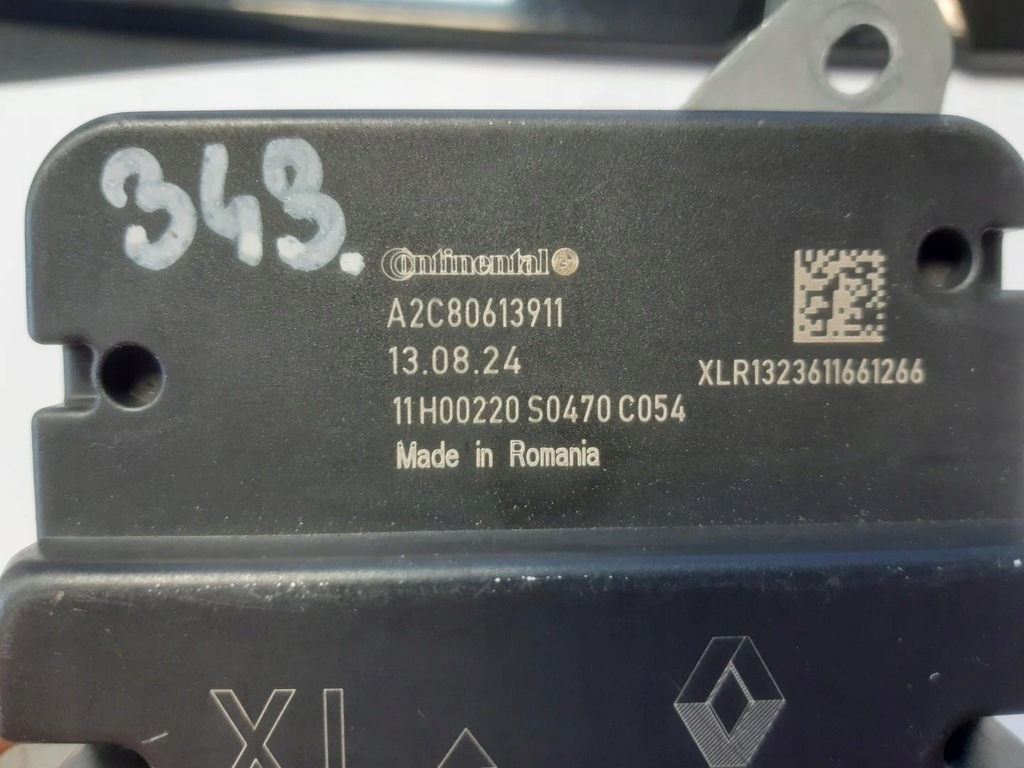 343.
Continental
A2C80613911
13.08.24
XLR1323611661266
11H00220 S0470 C054
Made in Romania